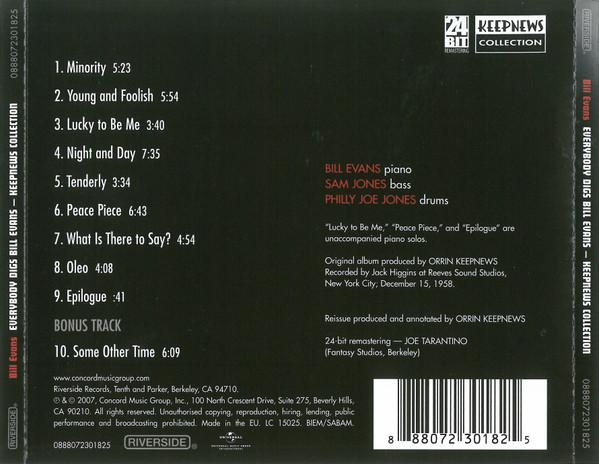 RIVERSIDE 0888072301825
Bill Evans EVERYBODY DIGS BILL EVANS — KEEPNEWS COLLECTION
24
BIT
REMASTERING
KEEPNEWS
COLLECTION
1. Minority 5:23
2. Young and Foolish 5:54
3. Lucky to Be Me 3:40
4. Night and Day 7:35
5. Tenderly 3:34
6. Peace Piece 6:43
7. What Is There to Say? 4:54
8. Oleo 4:08
9. Epilogue :41
BONUS TRACK
10. Some Other Time 6:09
BILL EVANS piano
SAM JONES bass
PHILLY JOE JONES drums
“Lucky to Be Me,” “Peace Piece,” and “Epilogue” are
unaccompanied piano solos.
Original album produced by ORRIN KEEPNEWS
Recorded by Jack Higgins at Reeves Sound Studios,
New York City; December 15, 1958.
Reissue produced and annotated by ORRIN KEEPNEWS
24-bit remastering — JOE TARANTINO
(Fantasy Studios, Berkeley)
www.concordmusicgroup.com
Riverside Records, Tenth and Parker, Berkeley, CA 94710.
℗ & © 2007, Concord Music Group, Inc., 100 North Crescent Drive, Suite 275, Beverly Hills,
CA 90210. All rights reserved. Unauthorised copying, reproduction, hiring, lending, public
performance and broadcasting prohibited. Made in the EU. LC 15025. BIEM/SABAM.
0888072301825
RIVERSIDE®
UNIVERSAL
8 88072 30182 5
Bill Evans EVERYBODY DIGS BILL EVANS — KEEPNEWS COLLECTION
RIVERSIDE 0888072301825